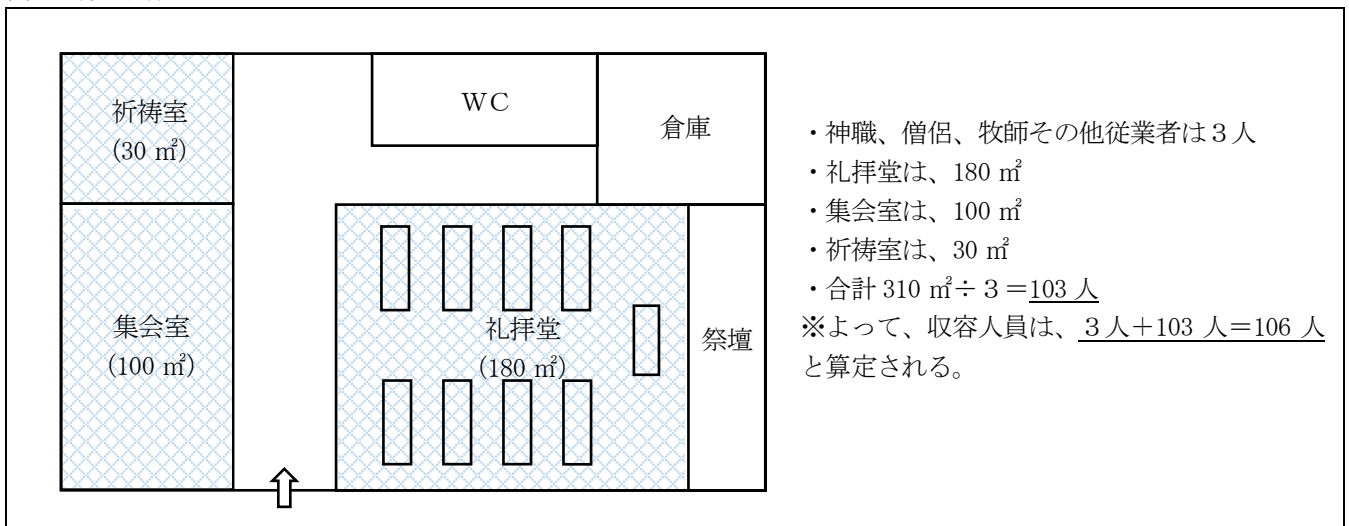 祈祷室
(30 ㎡)
WC
倉庫
集会室
(100 ㎡)
礼拝堂
(180 ㎡)
祭壇
・神職、僧侶、牧師その他従業者は３人
・礼拝堂は、180 ㎡
・集会室は、100 ㎡
・祈祷室は、30 ㎡
・合計 310 ㎡÷３＝103 人
※よって、収容人員は、３人＋103 人＝106 人
と算定される。